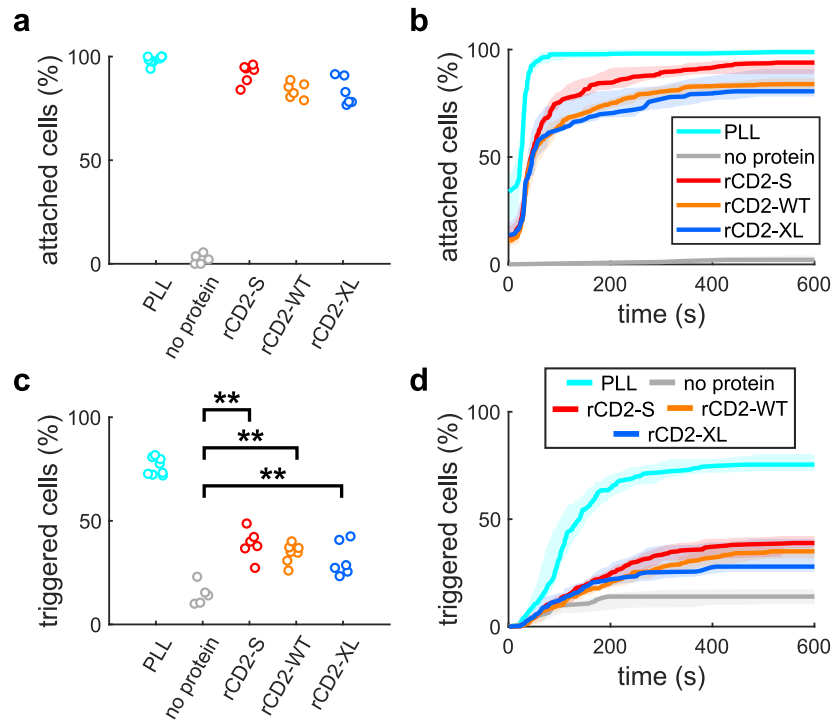 a
attached cells (%)
100
50
0
PLL
no protein
rCD2-S
rCD2-WT
rCD2-XL
b
attached cells (%)
100
50
0
PLL
no protein
rCD2-S
rCD2-WT
rCD2-XL
0 200 400 600
time (s)
c
triggered cells (%)
100
50
0
**
**
**
PLL
no protein
rCD2-S
rCD2-WT
rCD2-XL
d
PLL no protein
rCD2-S rCD2-WT
rCD2-XL
triggered cells (%)
100
50
0
0 200 400 600
time (s)